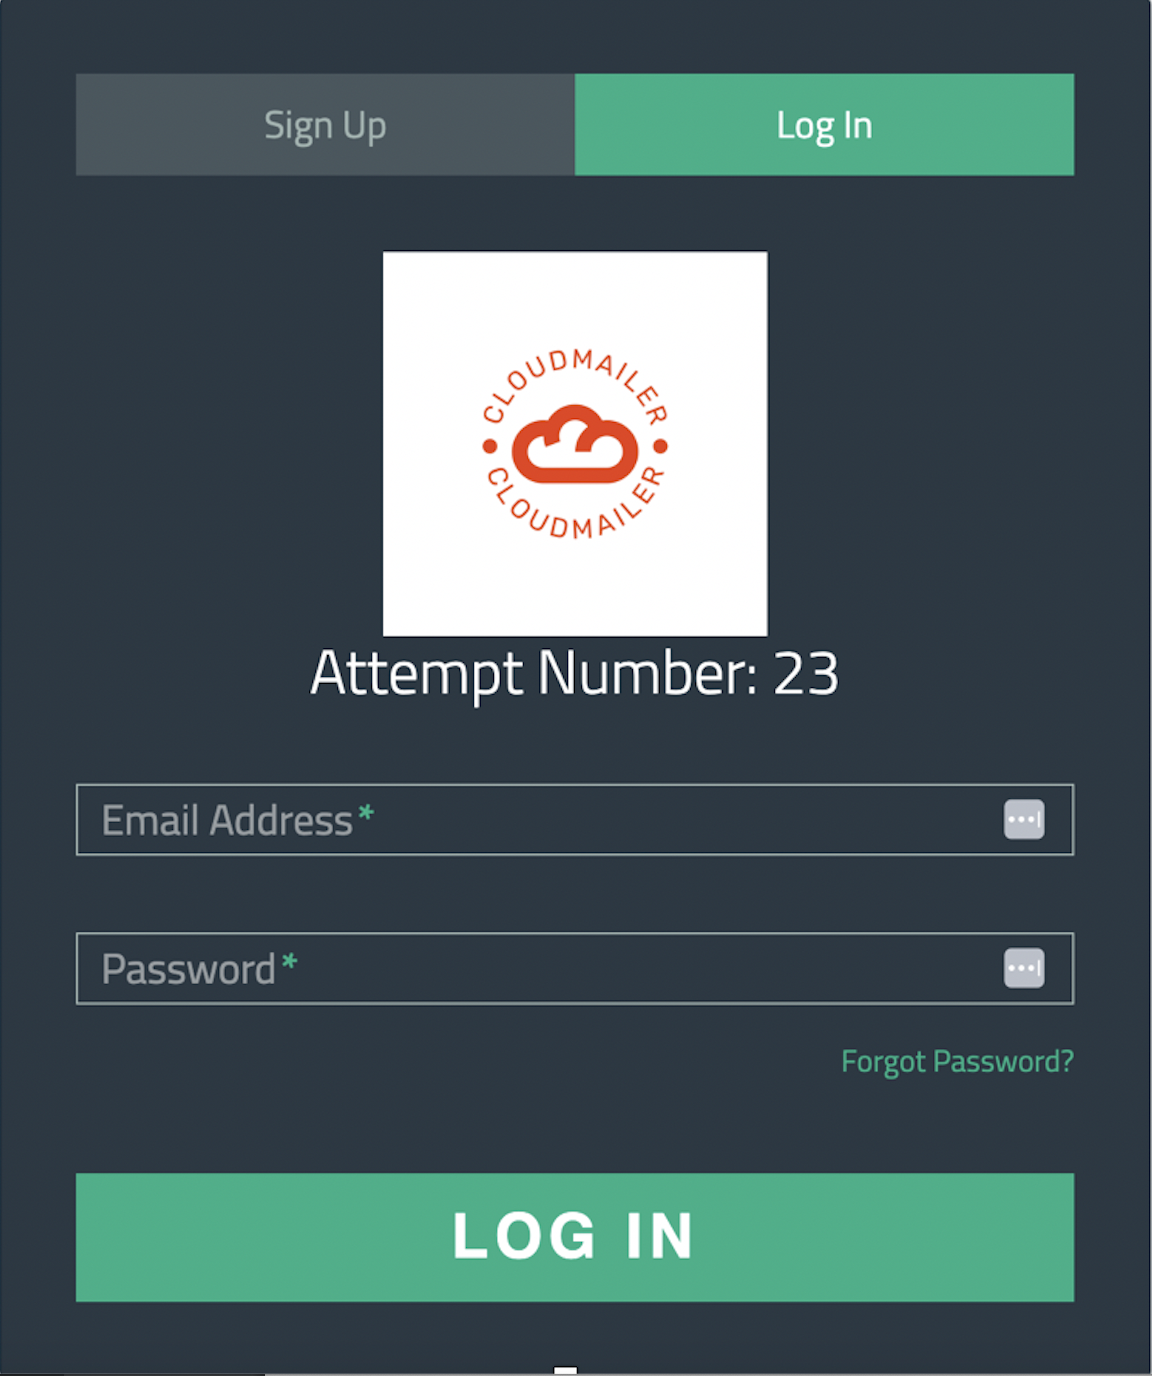 Sign Up
Log In
CLOUDMAILER
CLOUDMAILER
Attempt Number: 23
Email Address*
Password*
Forgot Password?
LOG IN